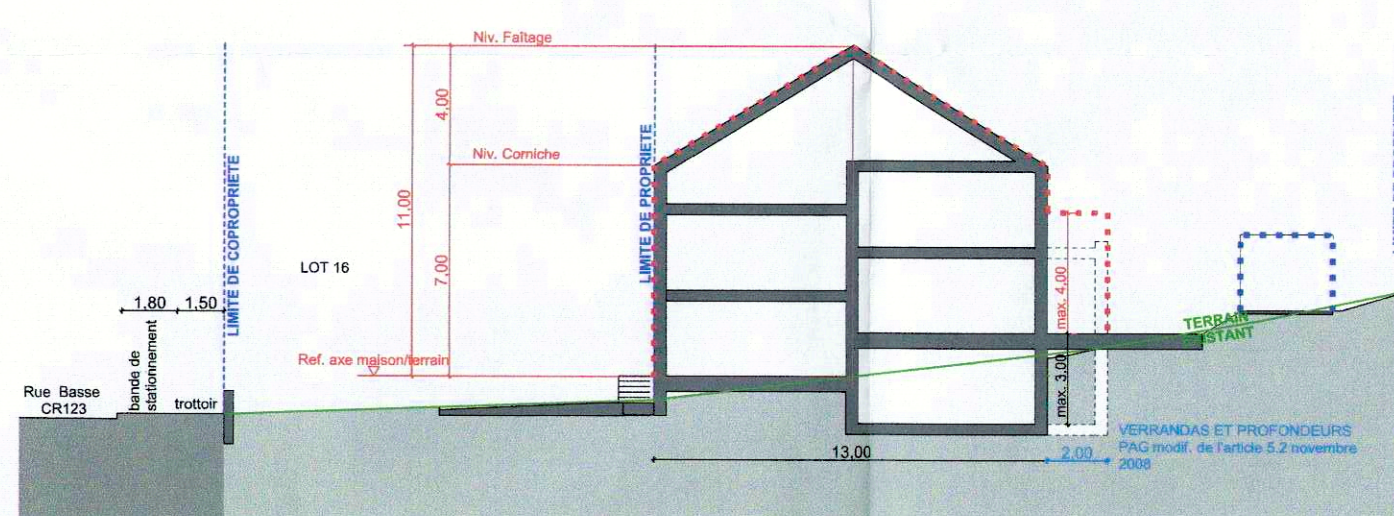 Niv. Faîtage
4,00
Niv. Corniche
11,00
LIMITE DE COPROPRIETE
LIMITE DE PROPRIETE
LOT 16
7,00
1,80
1,50
max. 4,00
TERRAIN
Ref. axe maison/terrain
bande de
stationnement
Rue Basse
CR123
trottoir
max. 3,00
VERRANDAS ET PROFONDEURS
PAG modif. de l'article 5.2 novembre
2008
13,00
2,00